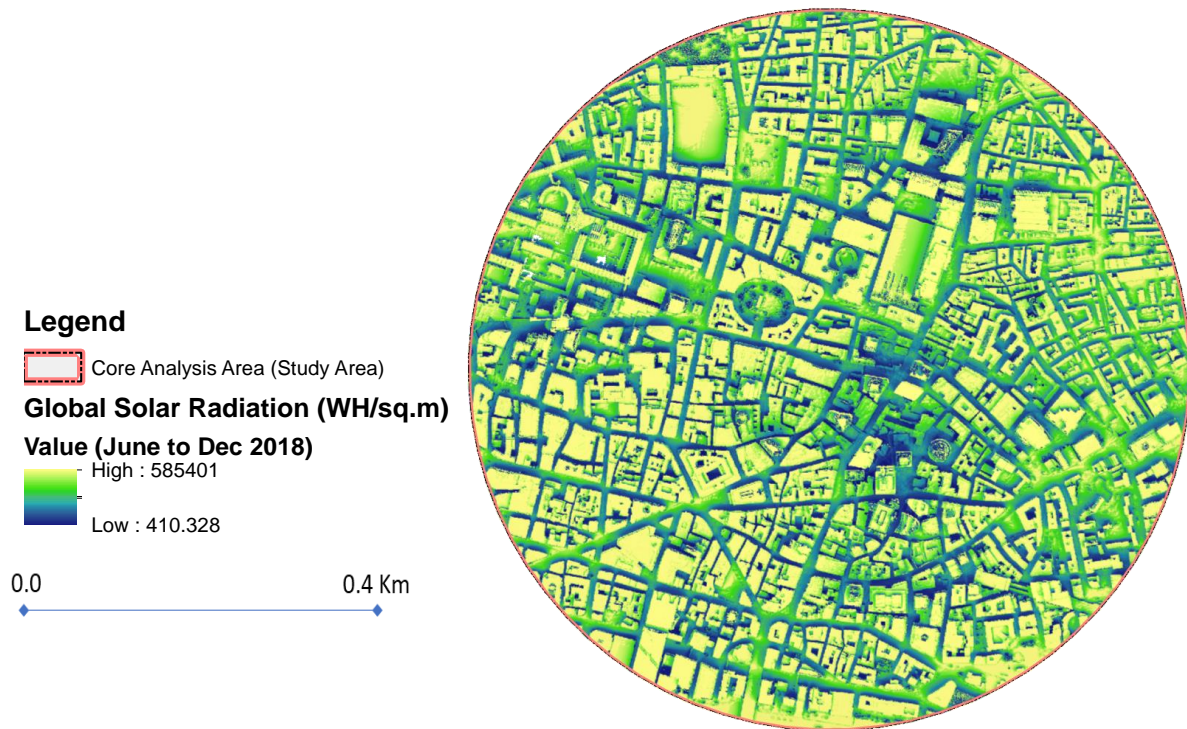 Legend
Core Analysis Area (Study Area)
Global Solar Radiation (WH/sq.m)
Value (June to Dec 2018)
High : 585401
Low : 410.328
0.0 0.4 Km